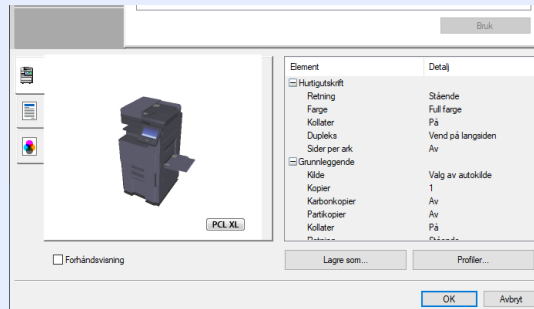 Bruk
Element Detalj
Hurtigutskrift
Retning Stående
Farge Full farge
Kollater På
Dupleks Vend på langsiden
Sider per ark Av
Grunnleggende
Kilde Valg av autokilde
Kopier 1
Karbonkopier Av
Partikopier Av
Kollater På
Retning Stående
PCL XL
Forhåndsvisning
Lagre som... Profiler...
OK Avbryt